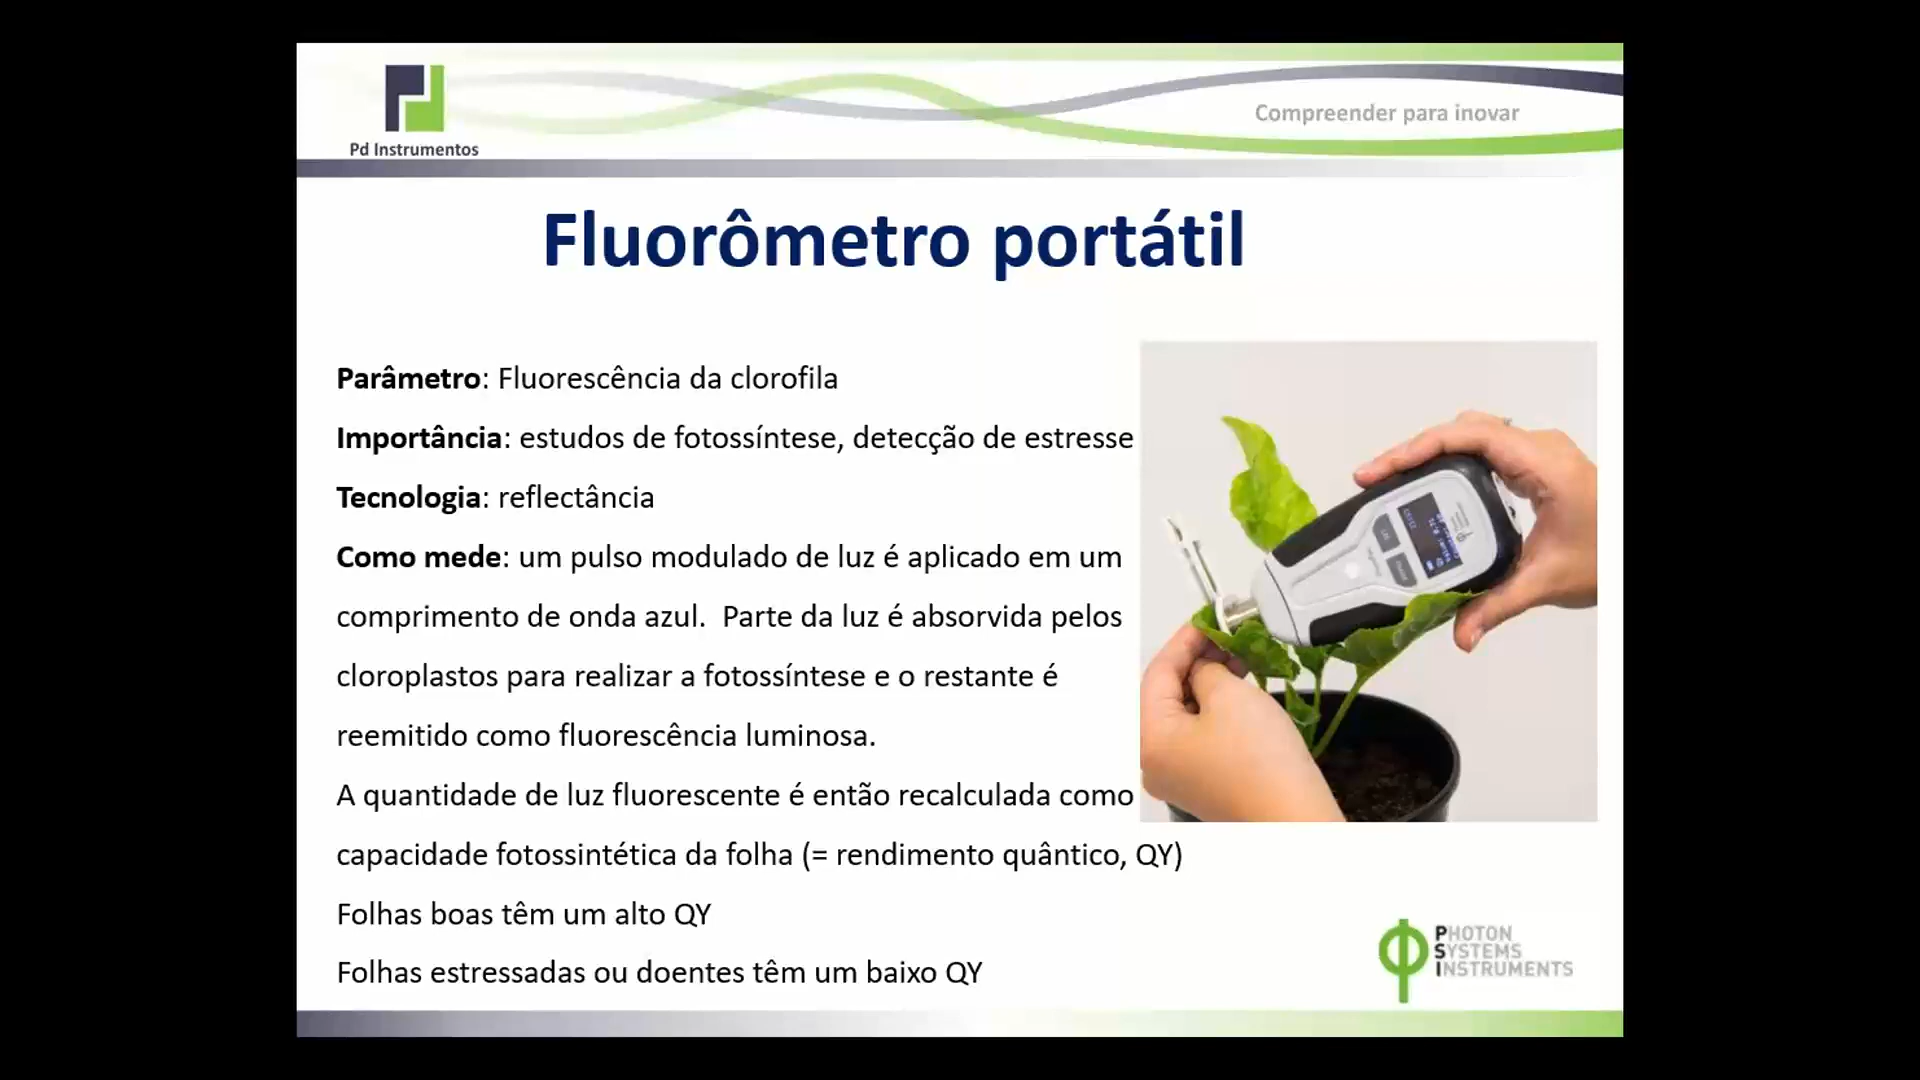 Pd Instrumentos
Compreender para inovar
Fluorômetro portátil
Parâmetro: Fluorescência da clorofila
Importância: estudos de fotossíntese, detecção de estresse
Tecnologia: reflectância
Como mede: um pulso modulado de luz é aplicado em um
comprimento de onda azul.  Parte da luz é absorvida pelos
cloroplastos para realizar a fotossíntese e o restante é
reemitido como fluorescência luminosa.
A quantidade de luz fluorescente é então recalculada como
capacidade fotossintética da folha (= rendimento quântico, QY)
Folhas boas têm um alto QY
Folhas estressadas ou doentes têm um baixo QY
PHOTON
SYSTEMS
INSTRUMENTS